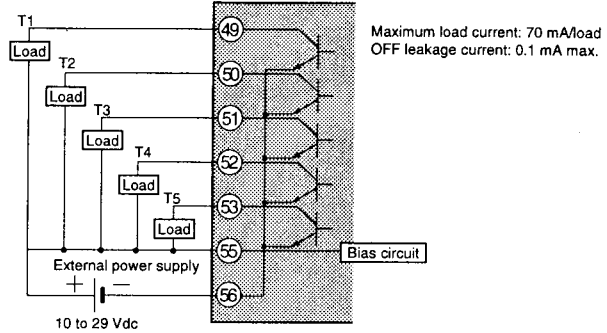 T1
Load
49
Maximum load current: 70 mA/load
OFF leakage current: 0.1 mA max.
T2
Load
50
T3
Load
51
T4
Load
52
T5
Load
53
55
Bias circuit
External power supply
+
−
56
10 to 29 Vdc